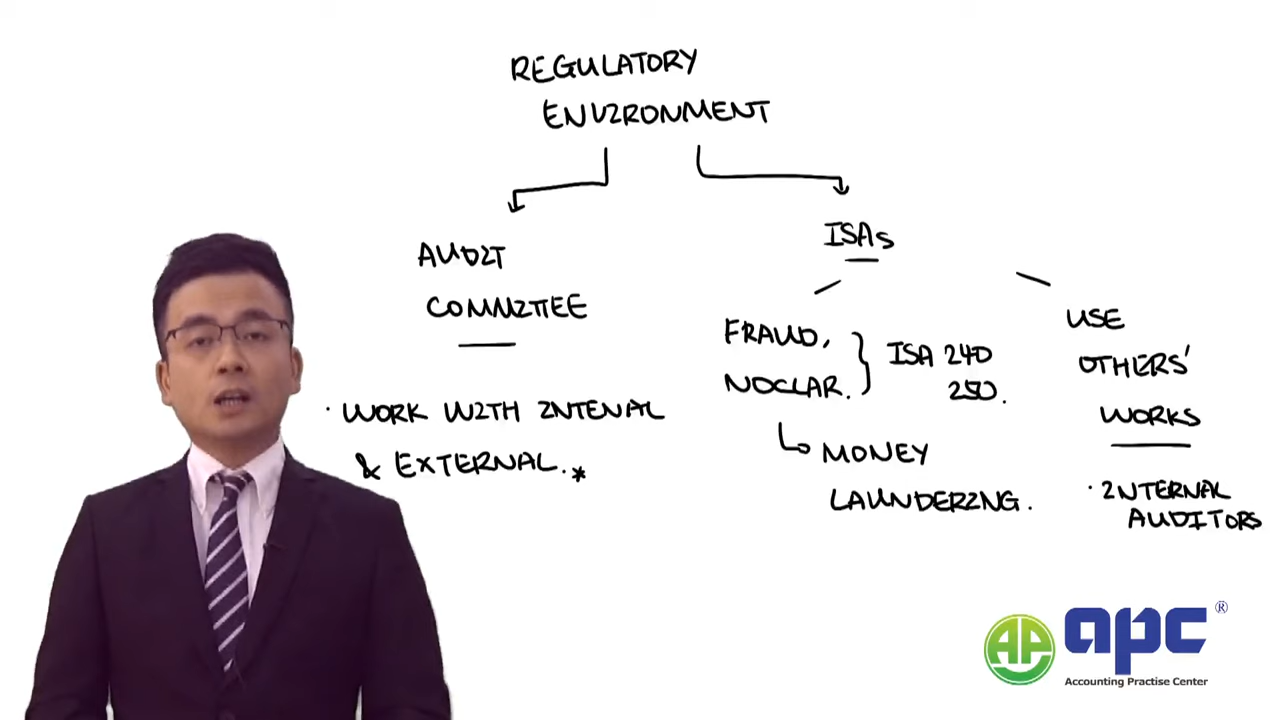 REGULATORY
ENVIRONMENT
AUDIT
COMMITTEE
· WORK WITH INTENAL
& EXTERNAL. *
ISAs
FRAUD,
NOCLAR.
ISA 240
250.
MONEY
LAUNDERING.
USE
OTHERS'
WORKS
· INTERNAL
AUDITORS
AP
apc®
Accounting Practise Center